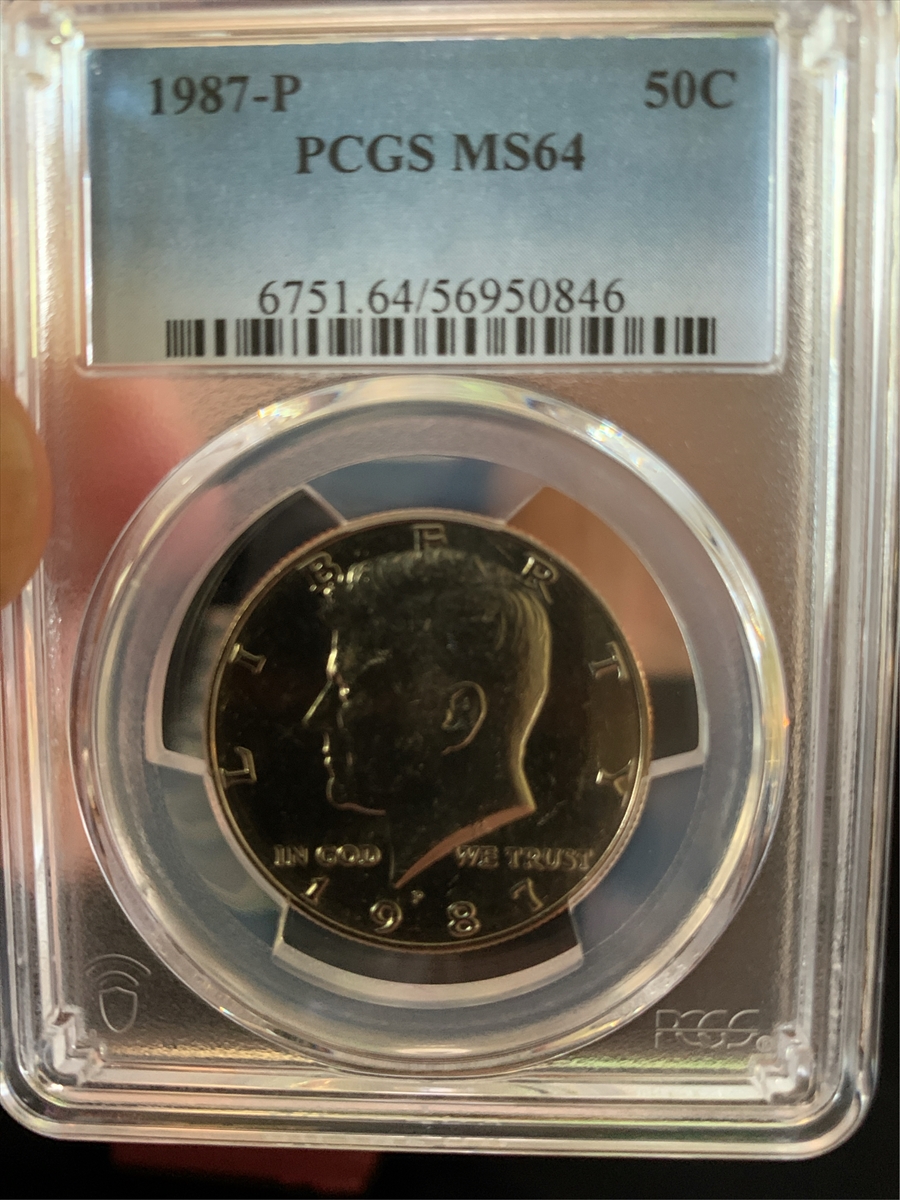 1987-P 50C
PCGS MS64
6751.64/56950846
LIBERTY
IN GOD WE TRUST
P
1987
PCGS